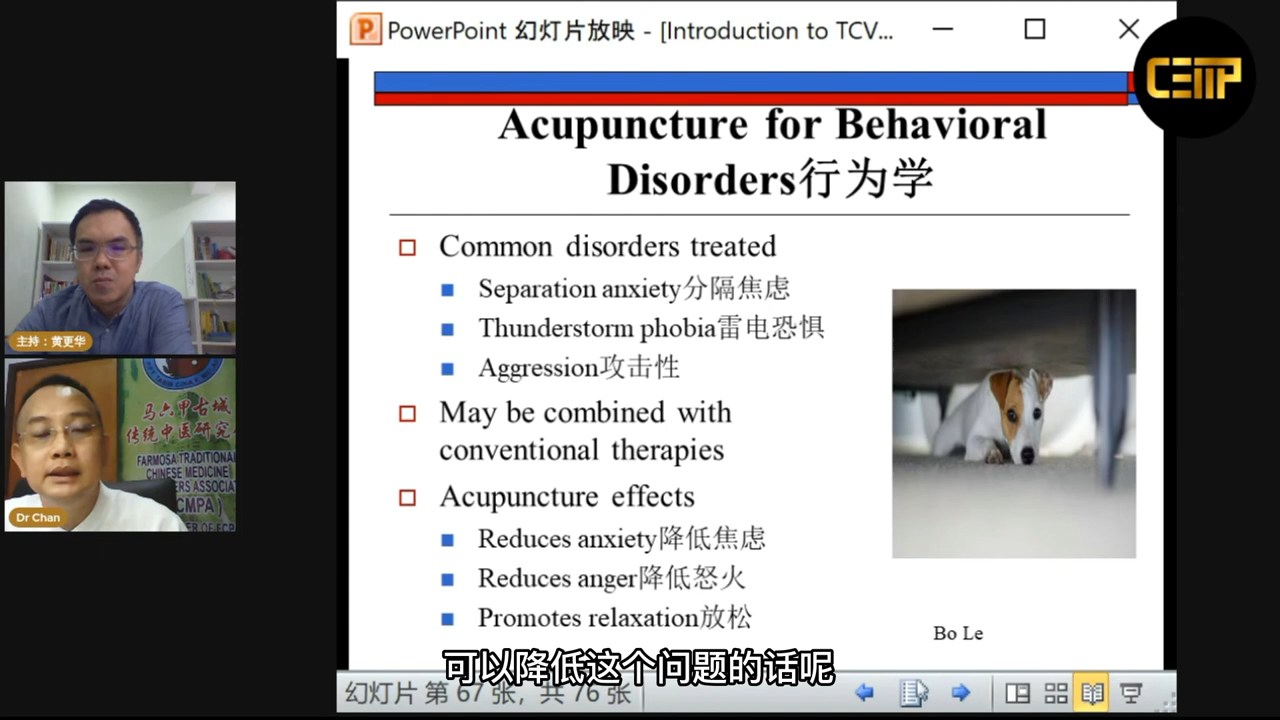 PowerPoint 幻灯片放映 - [Introduction to TCV...
CEMP
Acupuncture for Behavioral
Disorders行为学
Common disorders treated
Separation anxiety分隔焦虑
Thunderstorm phobia雷电恐惧
Aggression攻击性
May be combined with
conventional therapies
Acupuncture effects
Reduces anxiety降低焦虑
Reduces anger降低怒火
Promotes relaxation放松
Bo Le
主持：黄更华
马六甲古城
传统中医研究
FARMOSA TRADITIONAL
CHINESE MEDICINE
ERS ASSOCIA
CMPA )
Dr Chan
可以降低这个问题的话呢
幻灯片 第 67 张，共 76 张